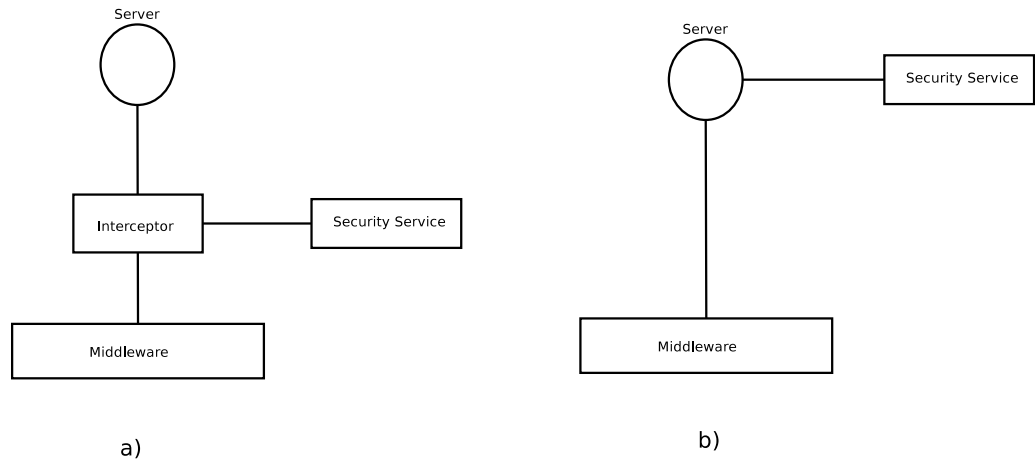 Server
Interceptor
Security Service
Middleware
a)
Server
Security Service
Middleware
b)